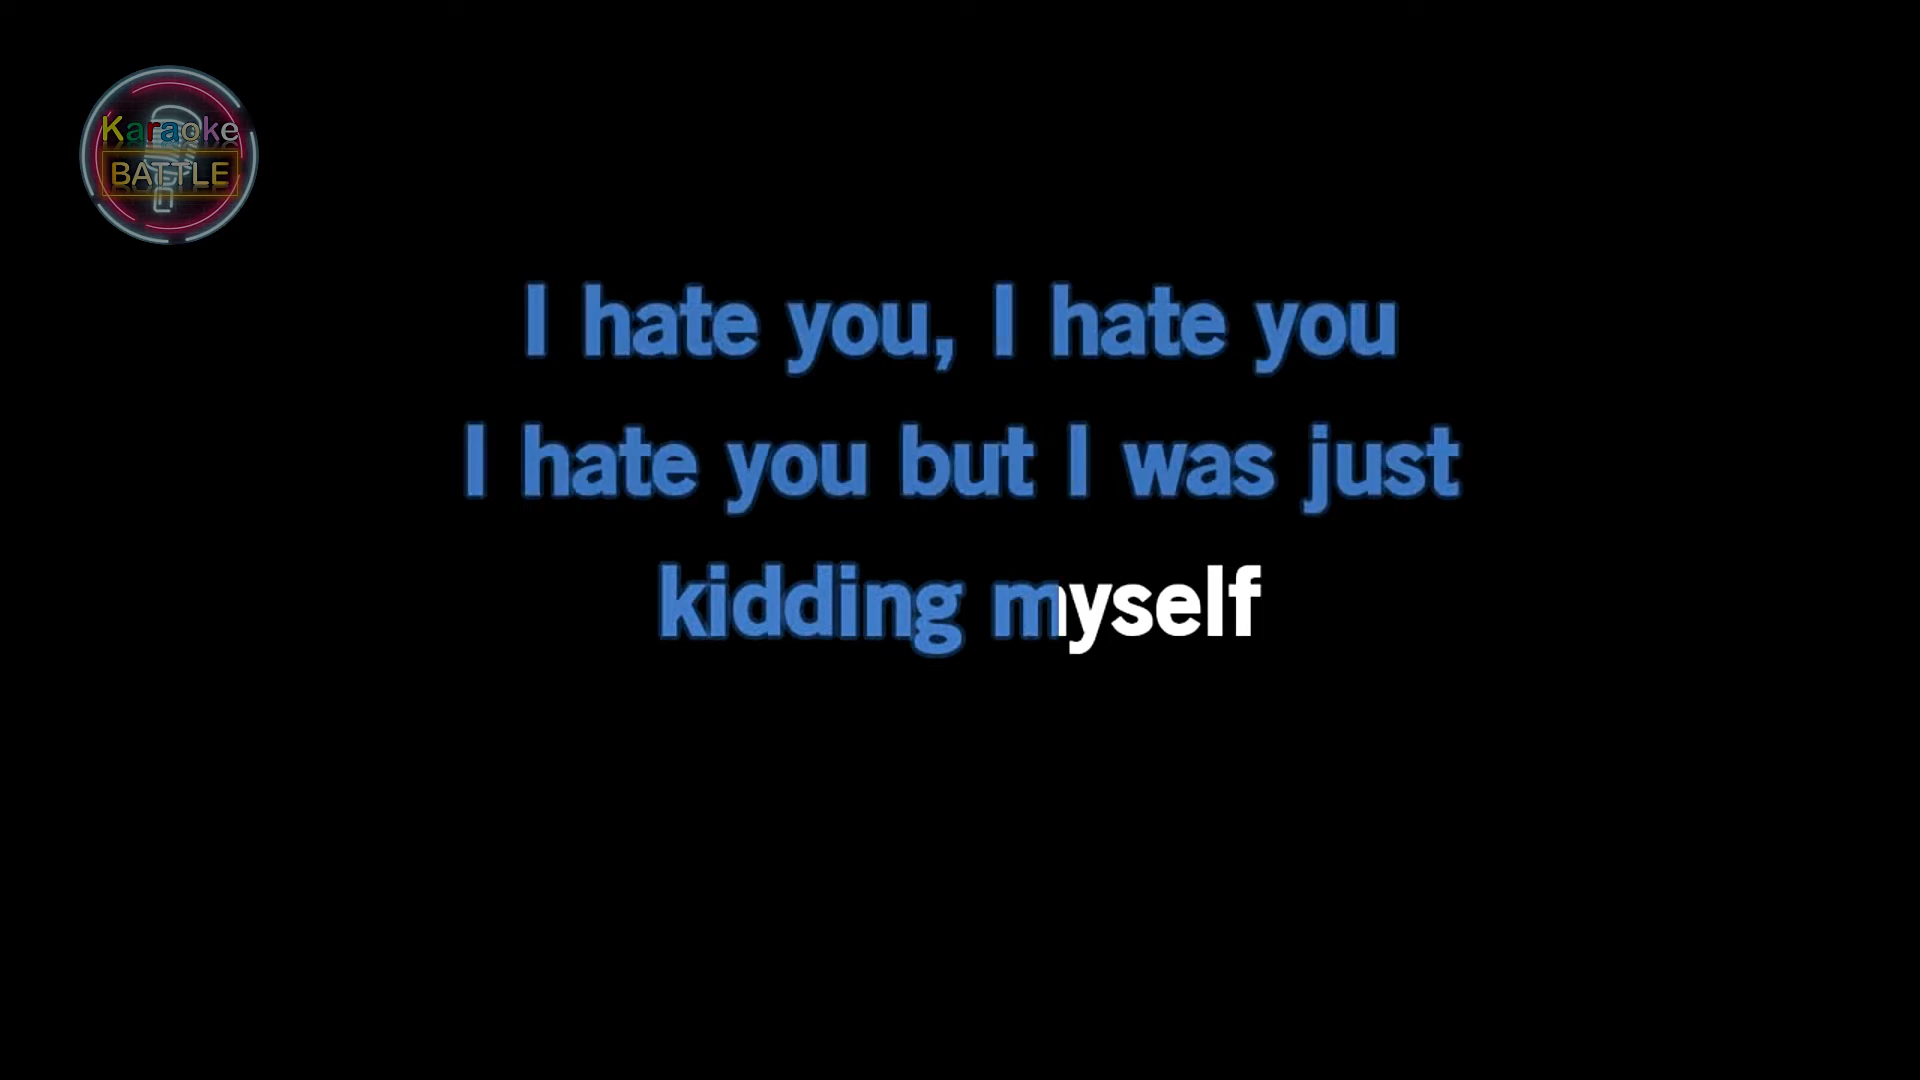 Karaoke
BATTLE
I hate you, I hate you
I hate you but I was just
kidding myself